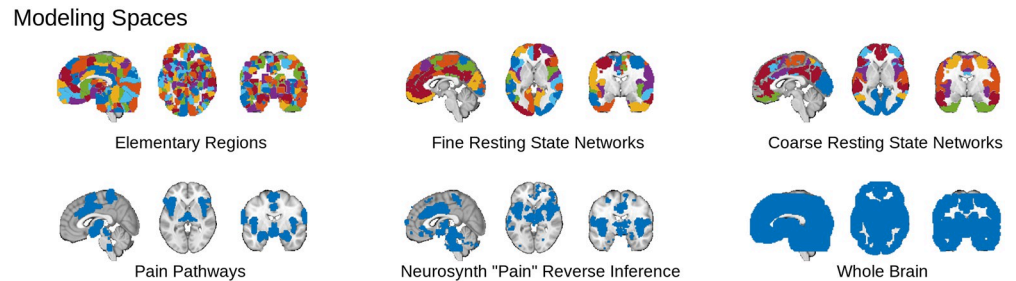 Modeling Spaces
Elementary Regions
Fine Resting State Networks
Coarse Resting State Networks
Pain Pathways
Neurosynth "Pain" Reverse Inference
Whole Brain